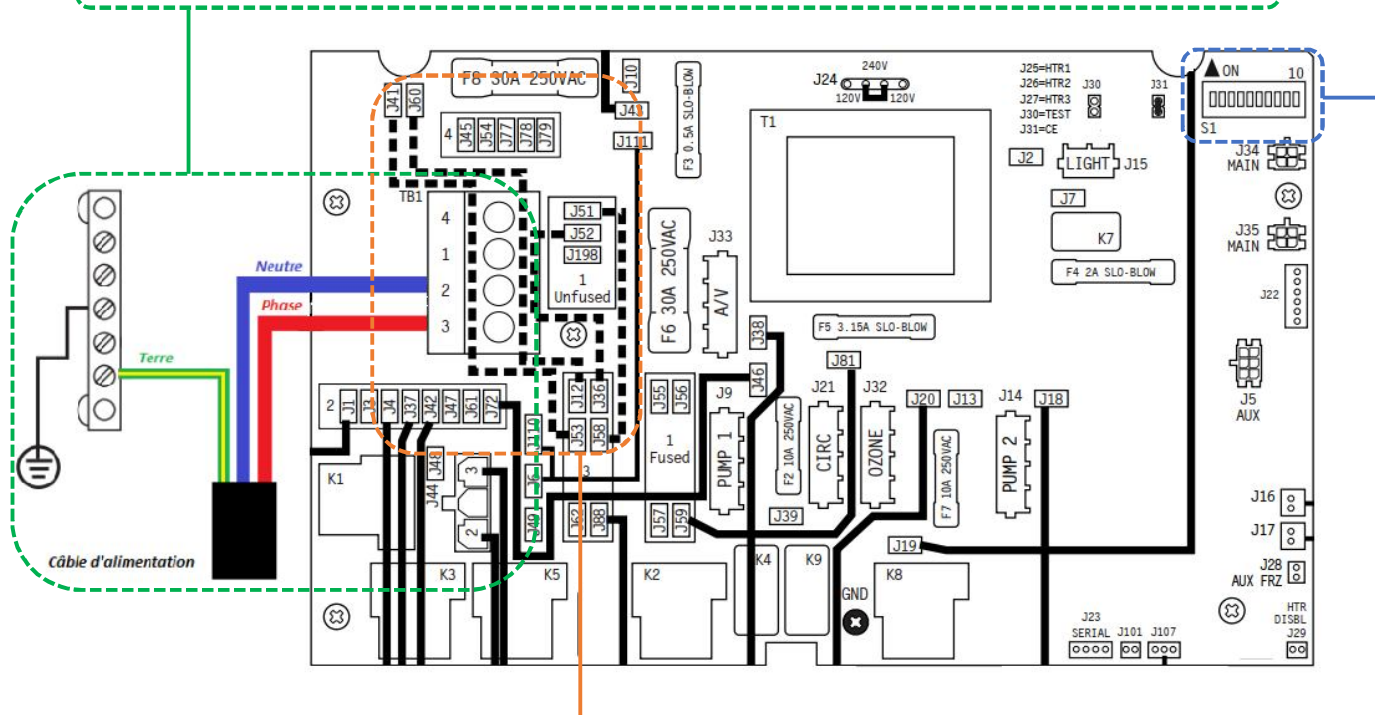 F8 30A 250VAC
J41
J60
J10
J43
J111
4
J45
J54
J77
J78
J79
F3 0.5A SLO-BLOW
J24
240V
120V
120V
T1
J25=HTR1
J26=HTR2
J27=HTR3
J30=TEST
J31=CE
J30
J31
ON
10
S1
J34
MAIN
J35
MAIN
J2
LIGHT
J15
J7
K7
F4 2A SLO-BLOW
J22
J5
AUX
TB1
4
1
2
3
J51
J52
J198
1
Unfused
F6 30A 250VAC
J33
A/V
J38
J46
F5 3.15A SLO-BLOW
J81
Neutre
Phase
Terre
Câble d'alimentation
2
J1
J3
J4
J37
J42
J47
J61
J72
J110
J12
J36
J53
J58
3
J62
J88
J55
J56
1
Fused
J57
J59
J9
PUMP 1
F2 10A 250VAC
J21
CIRC
J32
OZONE
J20
J13
J14
J18
PUMP 2
F7 10A 250VAC
J39
J19
J16
J17
J28
AUX FRZ
K1
J48
J44
3
2
J6
J49
K3
K5
K2
K4
K9
K8
GND
J23
SERIAL
J101
J107
HTR
DISBL
J29